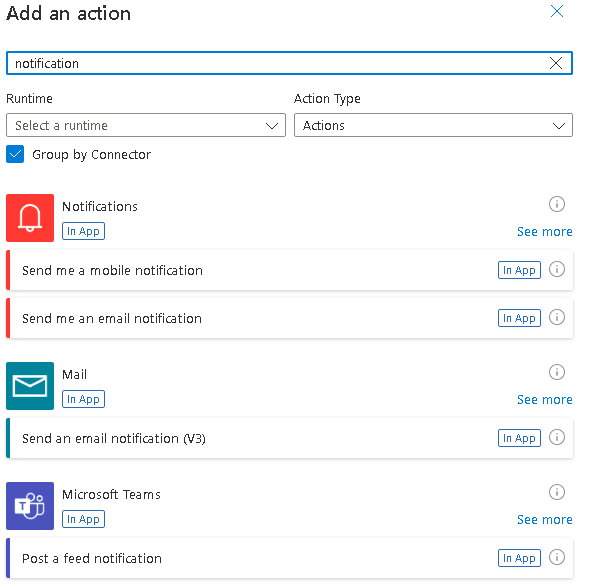 Add an action
notification
Runtime
Action Type
Select a runtime
Actions
Group by Connector
Notifications
In App
See more
Send me a mobile notification
In App
Send me an email notification
In App
Mail
In App
See more
Send an email notification (V3)
In App
Microsoft Teams
In App
See more
Post a feed notification
In App